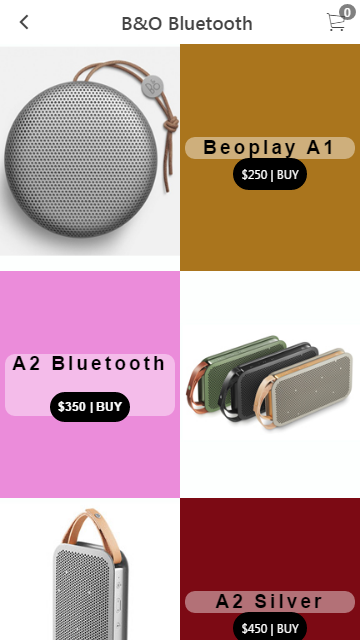 B&O Bluetooth
0
Beoplay A1
$250 | BUY
A2 Bluetooth
$350 | BUY
A2 Silver
$450 | BUY